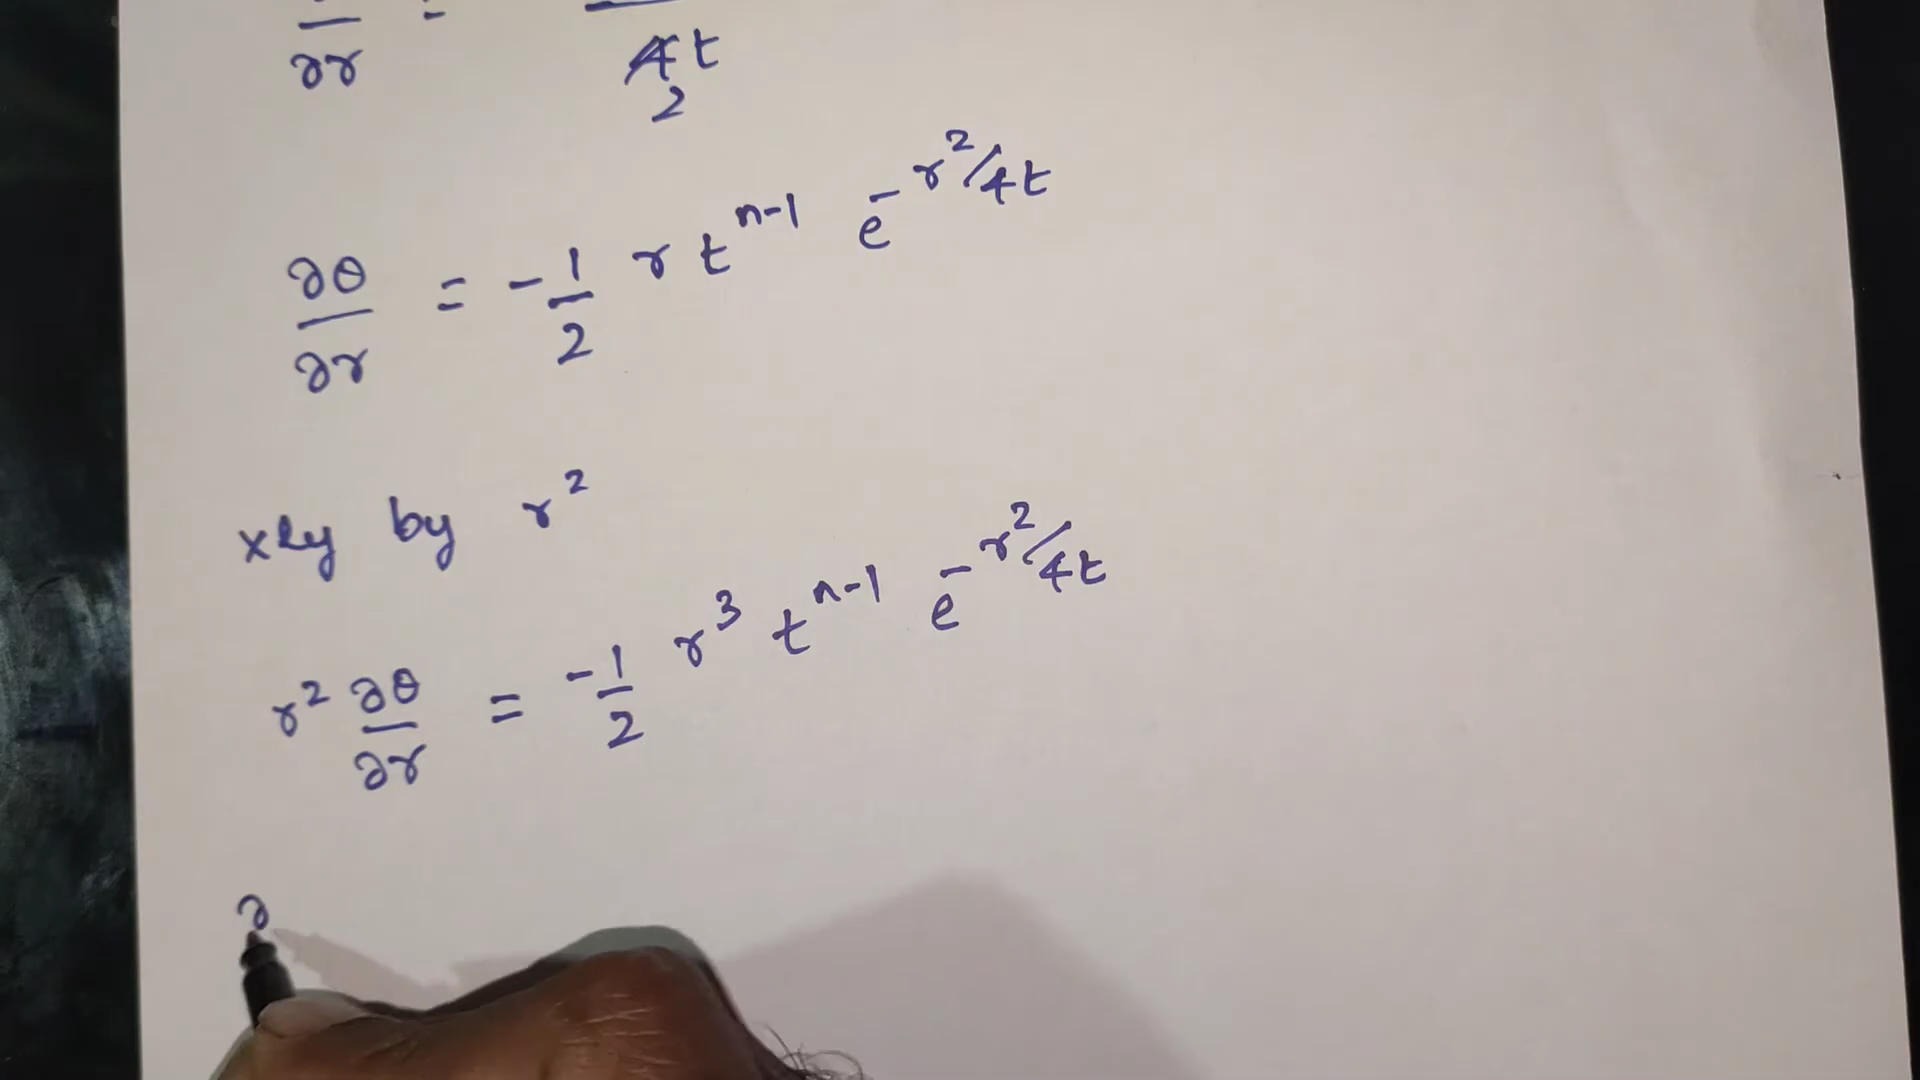 ∂r = 4t
2
∂θ/∂r = -1/2 r t^(n-1) e^(-r²/4t)
xly by r²
r² ∂θ/∂r = -1/2 r³ t^(n-1) e^(-r²/4t)
∂